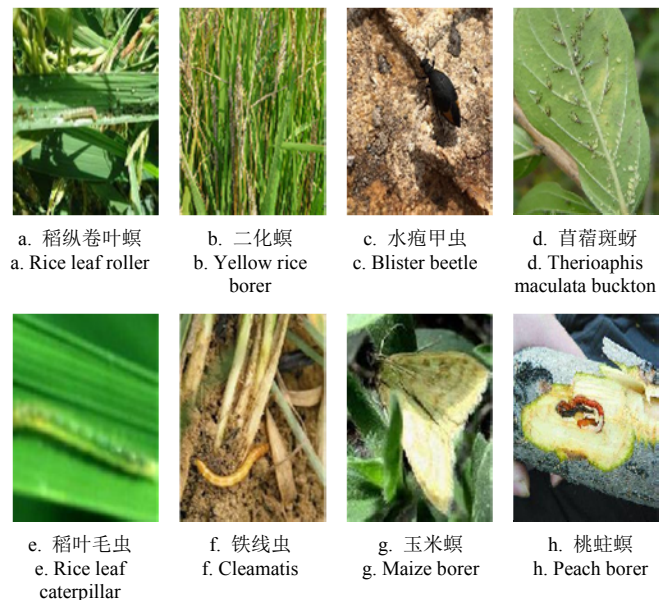 a. 稻纵卷叶螟
a. Rice leaf roller
b. 二化螟
b. Yellow rice
borer
c. 水疱甲虫
c. Blister beetle
d. 苜蓿斑蚜
d. Therioaphis
maculata buckton
e. 稻叶毛虫
e. Rice leaf
caterpillar
f. 铁线虫
f. Cleamatis
g. 玉米螟
g. Maize borer
h. 桃蛀螟
h. Peach borer